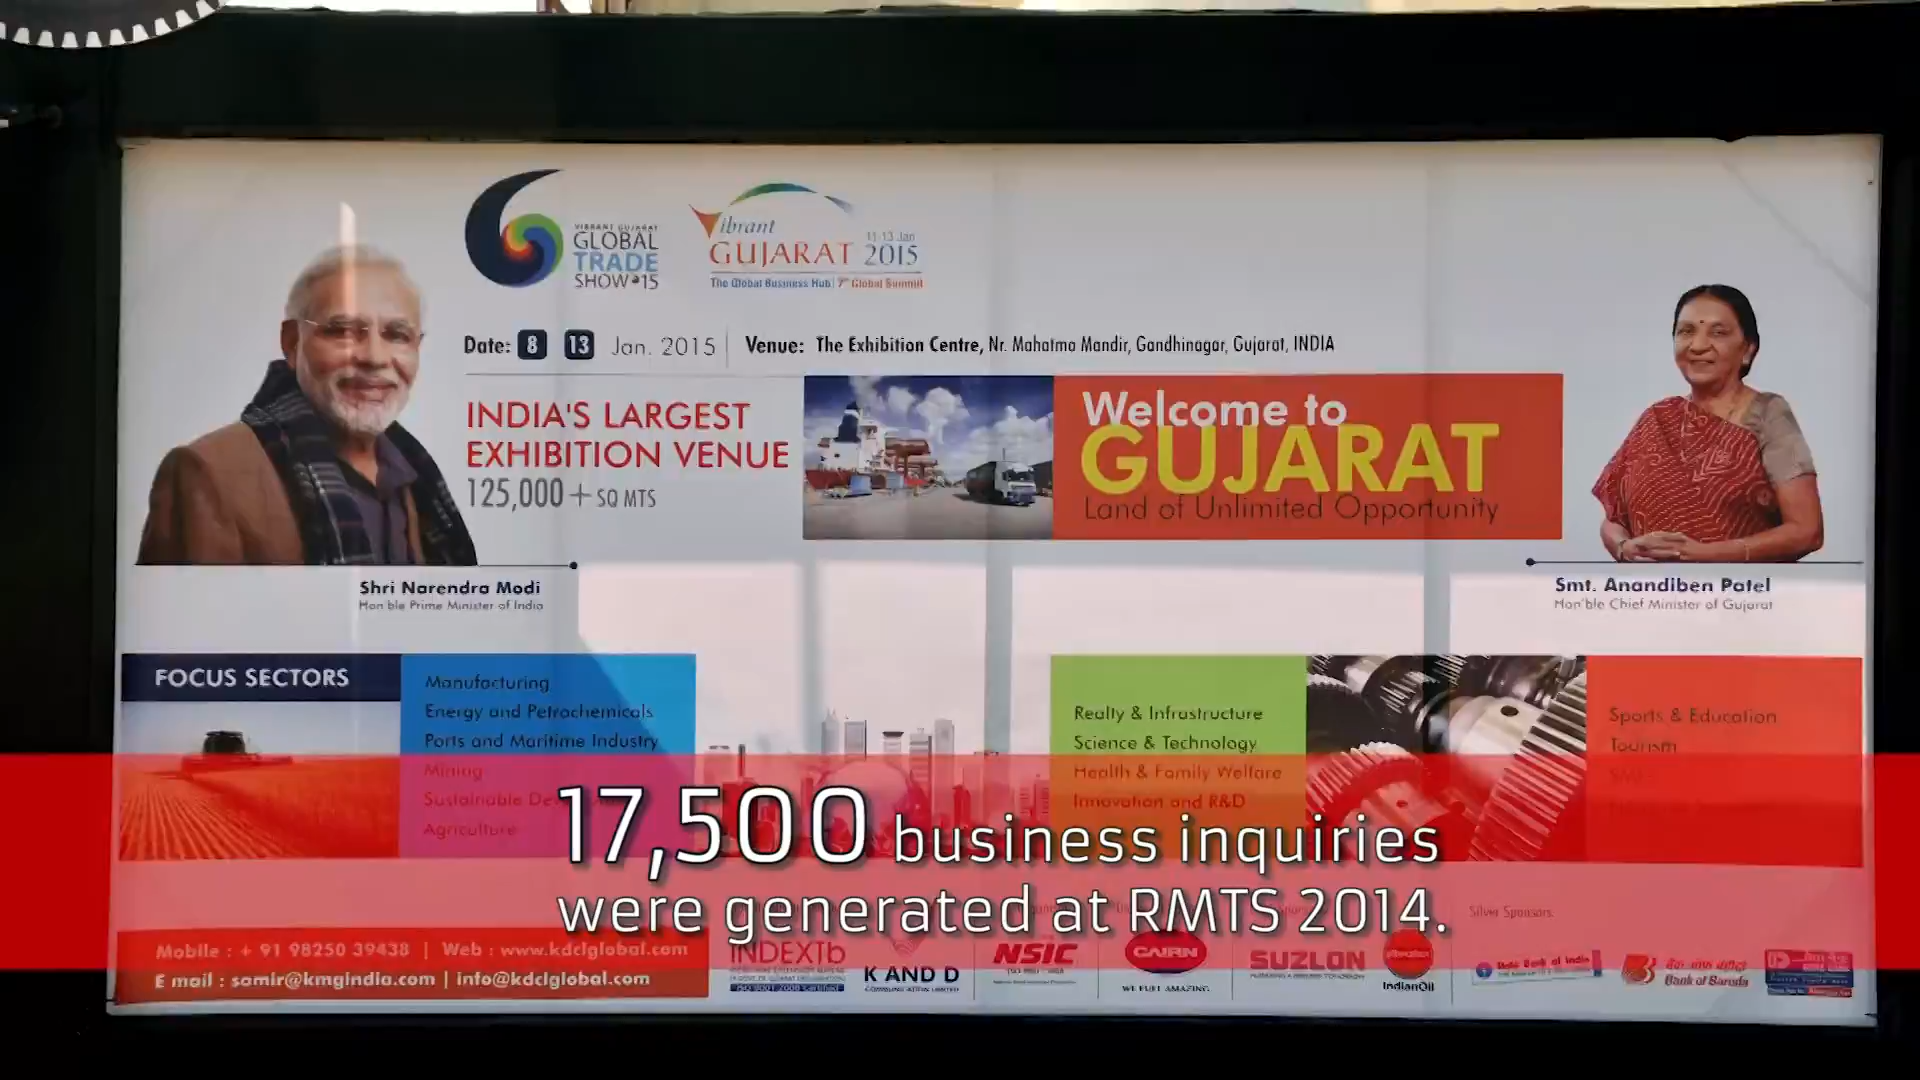 VIBRANT GUJARAT
GLOBAL
TRADE
SHOW 15
Vibrant
GUJARAT
11-13 Jan
2015
The Global Business Hub | 7th Global Summit
Date: 8 13 Jan. 2015
Venue: The Exhibition Centre, Nr. Mahatma Mandir, Gandhinagar, Gujarat, INDIA
INDIA'S LARGEST
EXHIBITION VENUE
125,000 + SQ MTS
Welcome to
GUJARAT
Land of Unlimited Opportunity
Shri Narendra Modi
Hon'ble Prime Minister of India
Smt. Anandiben Patel
Hon'ble Chief Minister of Gujarat
FOCUS SECTORS
Manufacturing
Energy and Petrochemicals
Ports and Maritime Industry
Mining
Sustainable
Agriculture
Realty & Infrastructure
Science & Technology
Health & Family Welfare
Innovation and R&D
Sports & Education
Tourism
17,500 business inquiries
were generated at RMTS 2014.
Mobile : + 91 98250 39438 | Web : www.kdclglobal.com
E mail : samir@kmgindia.com | info@kdclglobal.com
INDEXTb
K AND D
COMMUNICATION LIMITED
NSIC
CAIRN
WE FUEL AMAZING.
SUZLON
IndianOil
Silver Sponsors:
Bank of Baroda